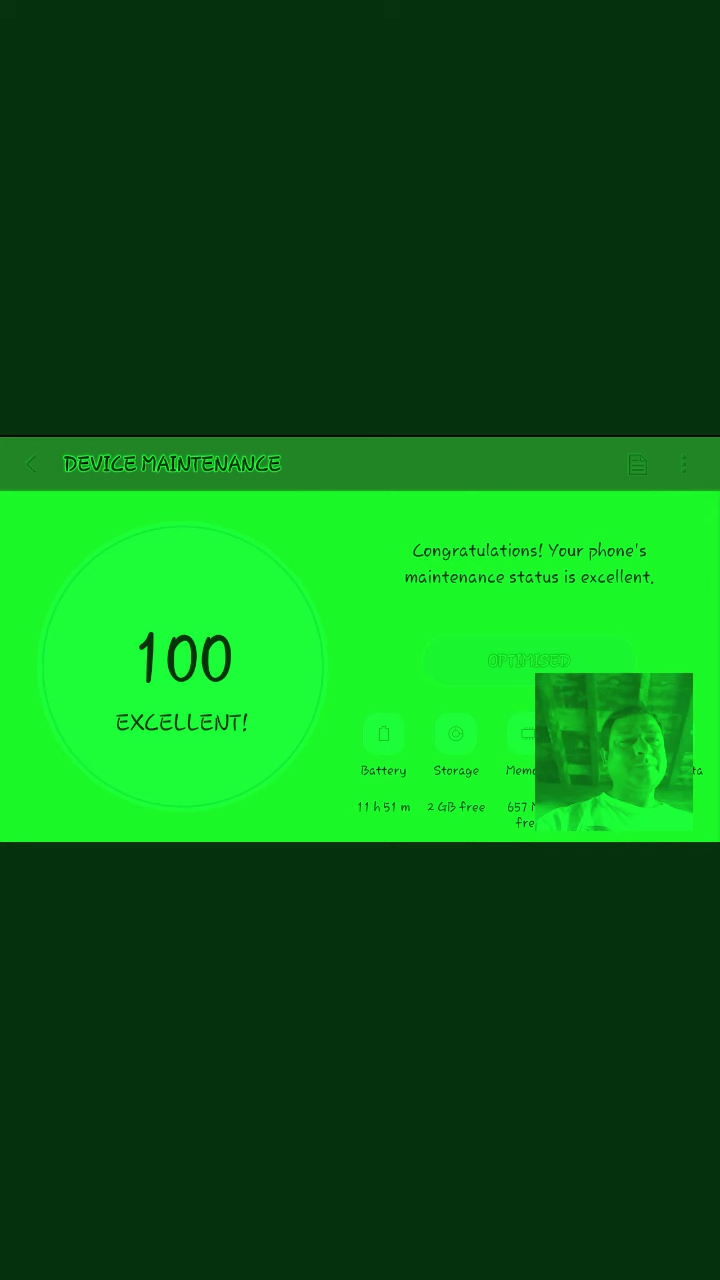 DEVICE MAINTENANCE
Congratulations! Your phone's
maintenance status is excellent.
100
EXCELLENT!
OPTIMISED
Battery Storage
11 h 51 m 2 GB free 657